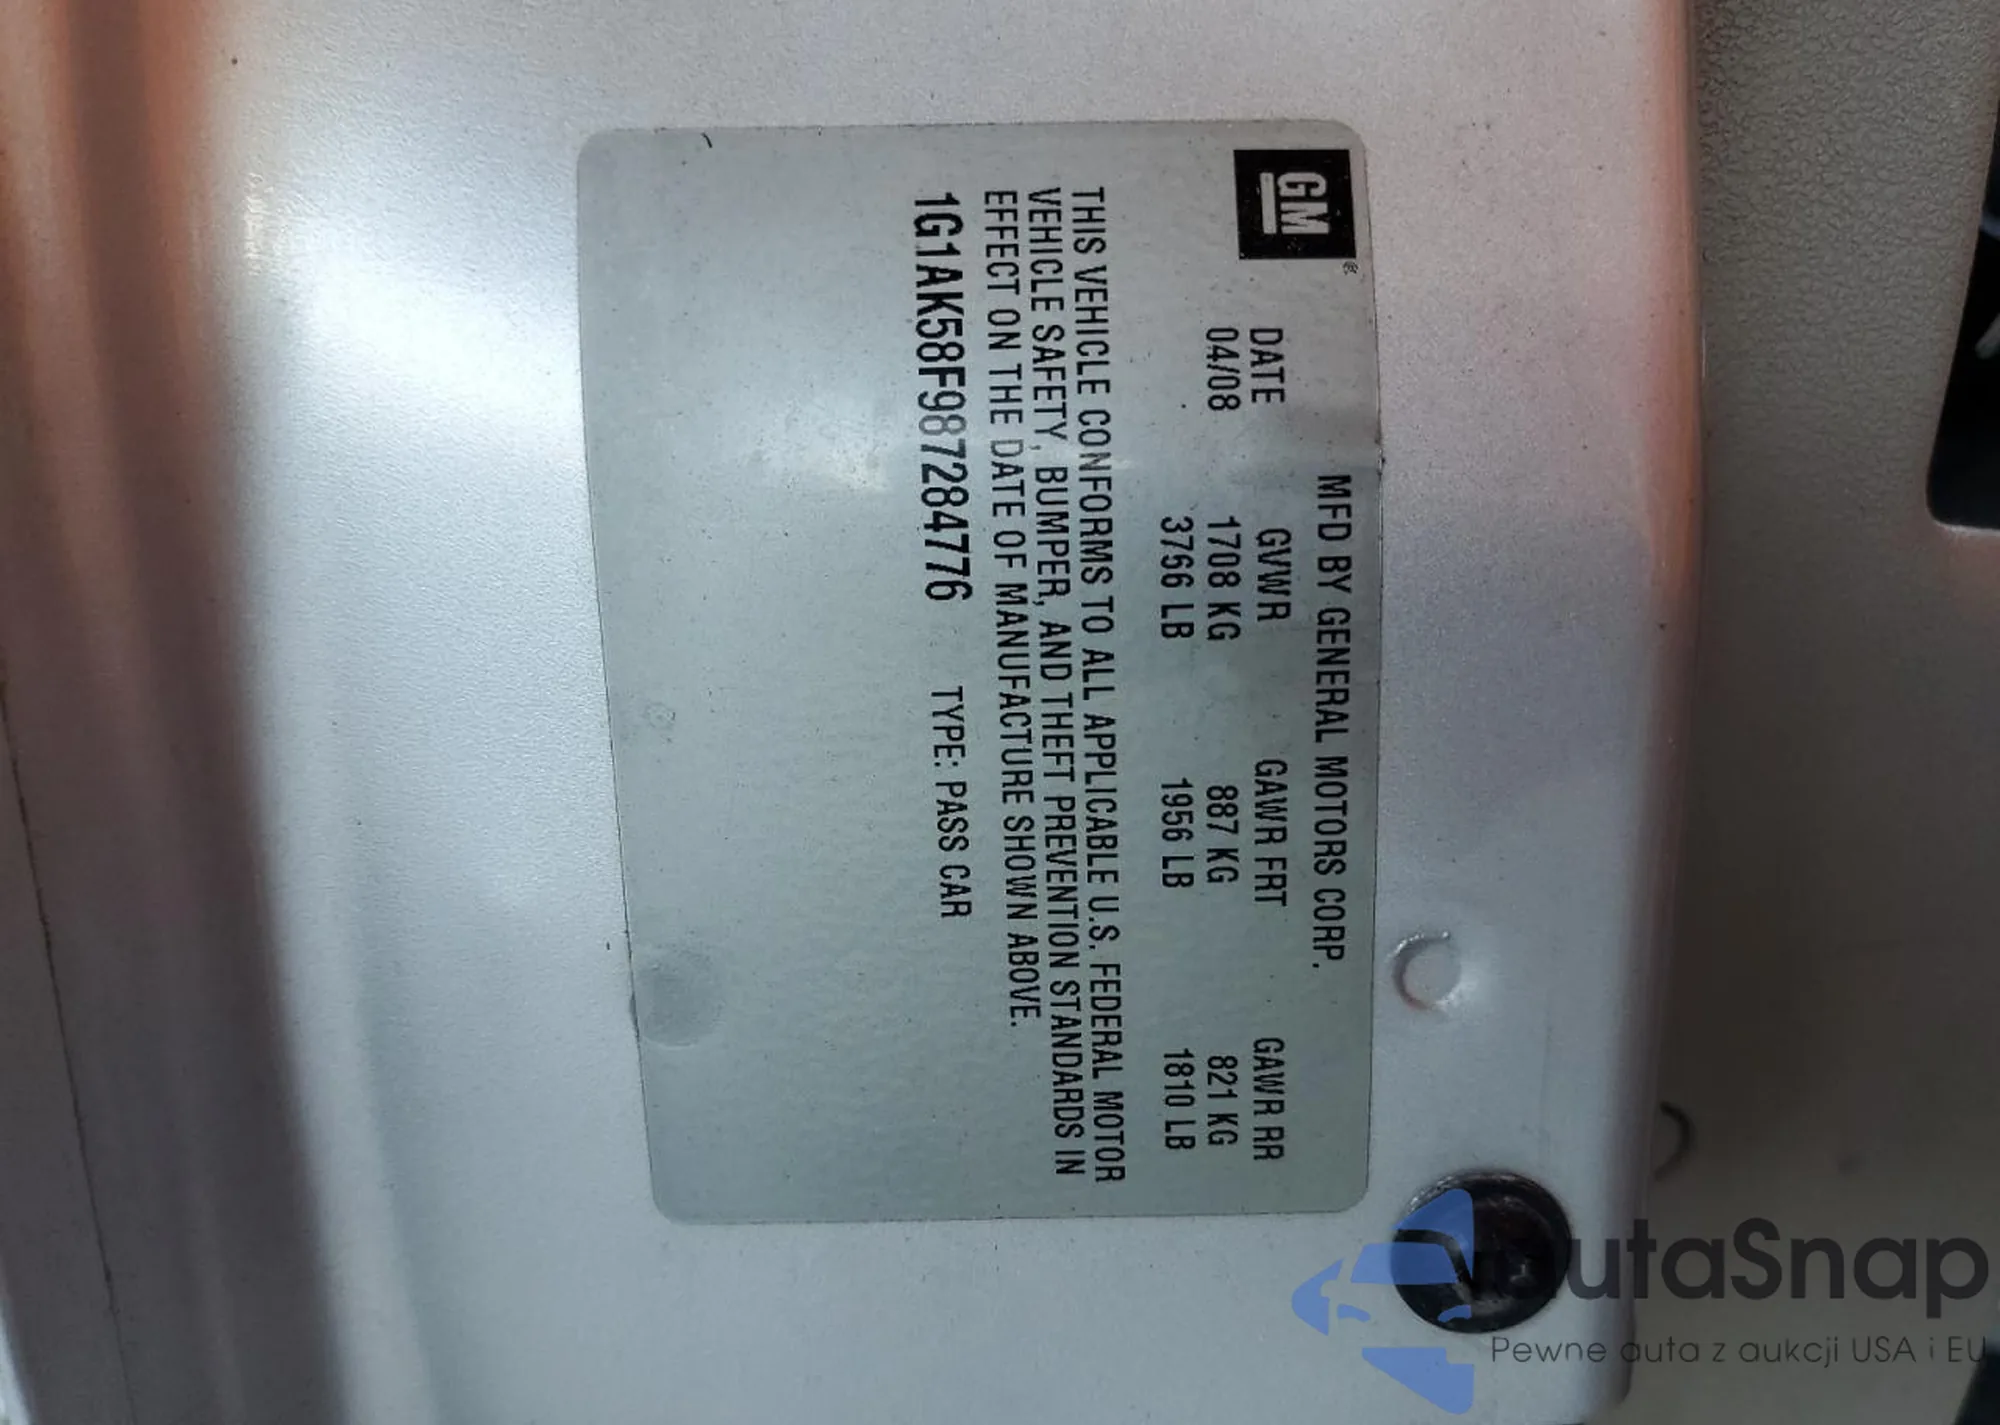 GM®
MFD BY GENERAL MOTORS CORP.
DATE GVWR GAWR FRT GAWR RR
04/08 1708 KG 887 KG 821 KG
3766 LB 1956 LB 1810 LB
THIS VEHICLE CONFORMS TO ALL APPLICABLE U.S. FEDERAL MOTOR
VEHICLE SAFETY, BUMPER, AND THEFT PREVENTION STANDARDS IN
EFFECT ON THE DATE OF MANUFACTURE SHOWN ABOVE.
1G1AK58F987284776 TYPE: PASS CAR
autaSnap
Pewne auta z aukcji USA i EU